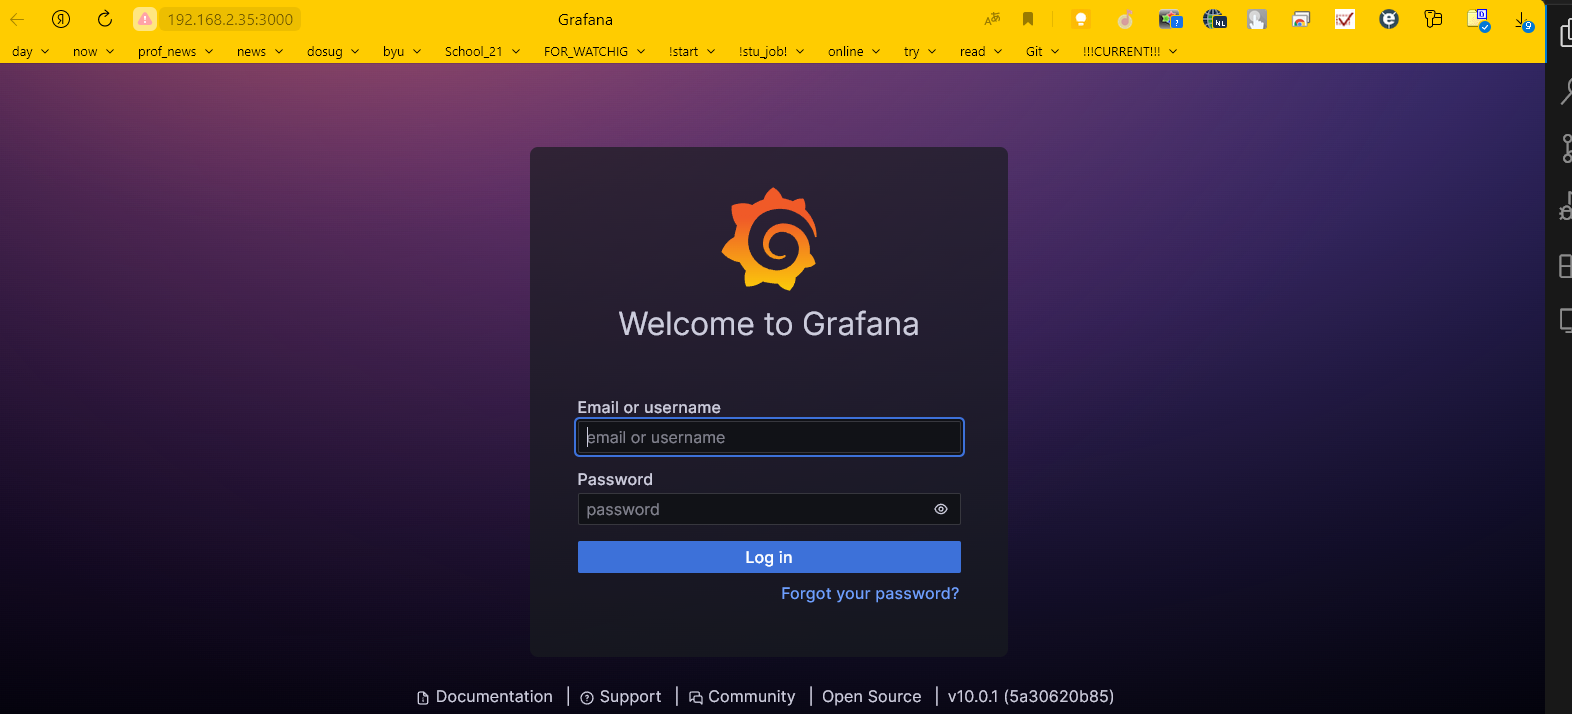 192.168.2.35:3000 Grafana
day now prof_news news dosug byu School_21 FOR_WATCHIG !start !stu_job! online try read Git !!!CURRENT!!!
Welcome to Grafana
Email or username
email or username
Password
password
Log in
Forgot your password?
Documentation | Support | Community | Open Source | v10.0.1 (5a30620b85)